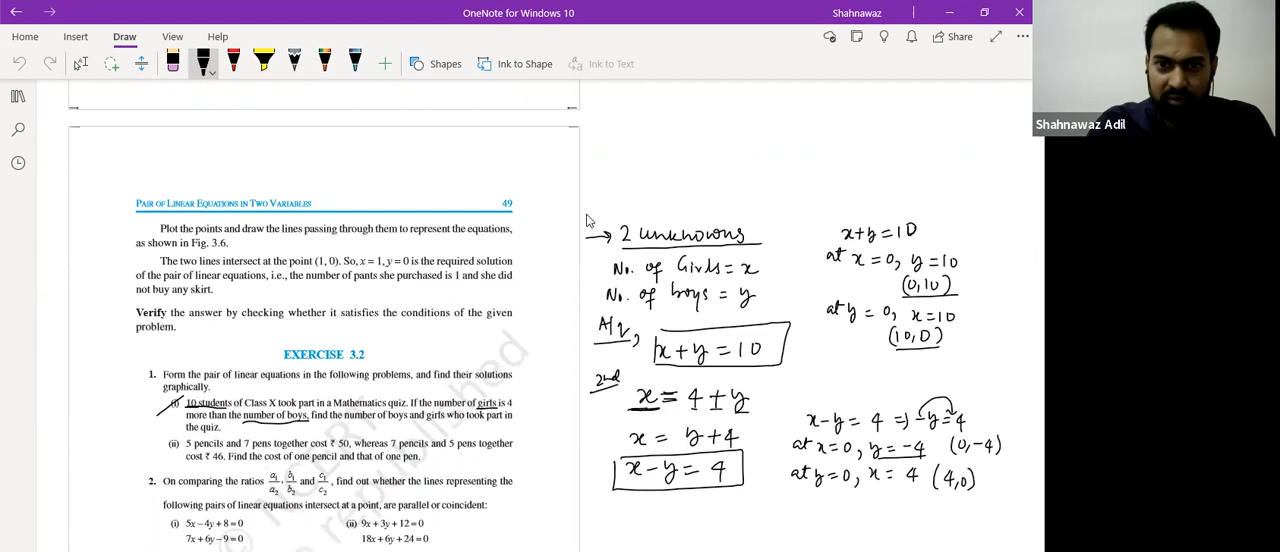 OneNote for Windows 10
Shahnawaz
Home Insert Draw View Help
Share
Shapes Ink to Shape Ink to Text
Shahnawaz Adil
PAIR OF LINEAR EQUATIONS IN TWO VARIABLES 49
Plot the points and draw the lines passing through them to represent the equations,
as shown in Fig. 3.6.
The two lines intersect at the point (1, 0). So, x = 1, y = 0 is the required solution
of the pair of linear equations, i.e., the number of pants she purchased is 1 and she did
not buy any skirt.
Verify the answer by checking whether it satisfies the conditions of the given
problem.
EXERCISE 3.2
1. Form the pair of linear equations in the following problems, and find their solutions
graphically.
(i) 10 students of Class X took part in a Mathematics quiz. If the number of girls is 4
more than the number of boys, find the number of boys and girls who took part in
the quiz.
(ii) 5 pencils and 7 pens together cost ₹ 50, whereas 7 pencils and 5 pens together
cost ₹ 46. Find the cost of one pencil and that of one pen.
2. On comparing the ratios a₁/a₂, b₁/b₂ and c₁/c₂, find out whether the lines representing the
following pairs of linear equations intersect at a point, are parallel or coincident:
(i) 5x – 4y + 8 = 0 (ii) 9x + 3y + 12 = 0
7x + 6y – 9 = 0 18x + 6y + 24 = 0
© NCERT
published
→ 2 unknowns
No. of Girls = x
No. of boys = y
A/q,
x + y = 10
2nd
x = 4 + y
x = y + 4
x - y = 4
x + y = 10
at x = 0, y = 10
(0, 10)
at y = 0, x = 10
(10, 0)
x - y = 4 => -y = 4
at x = 0, y = -4 (0, -4)
at y = 0, x = 4 (4, 0)